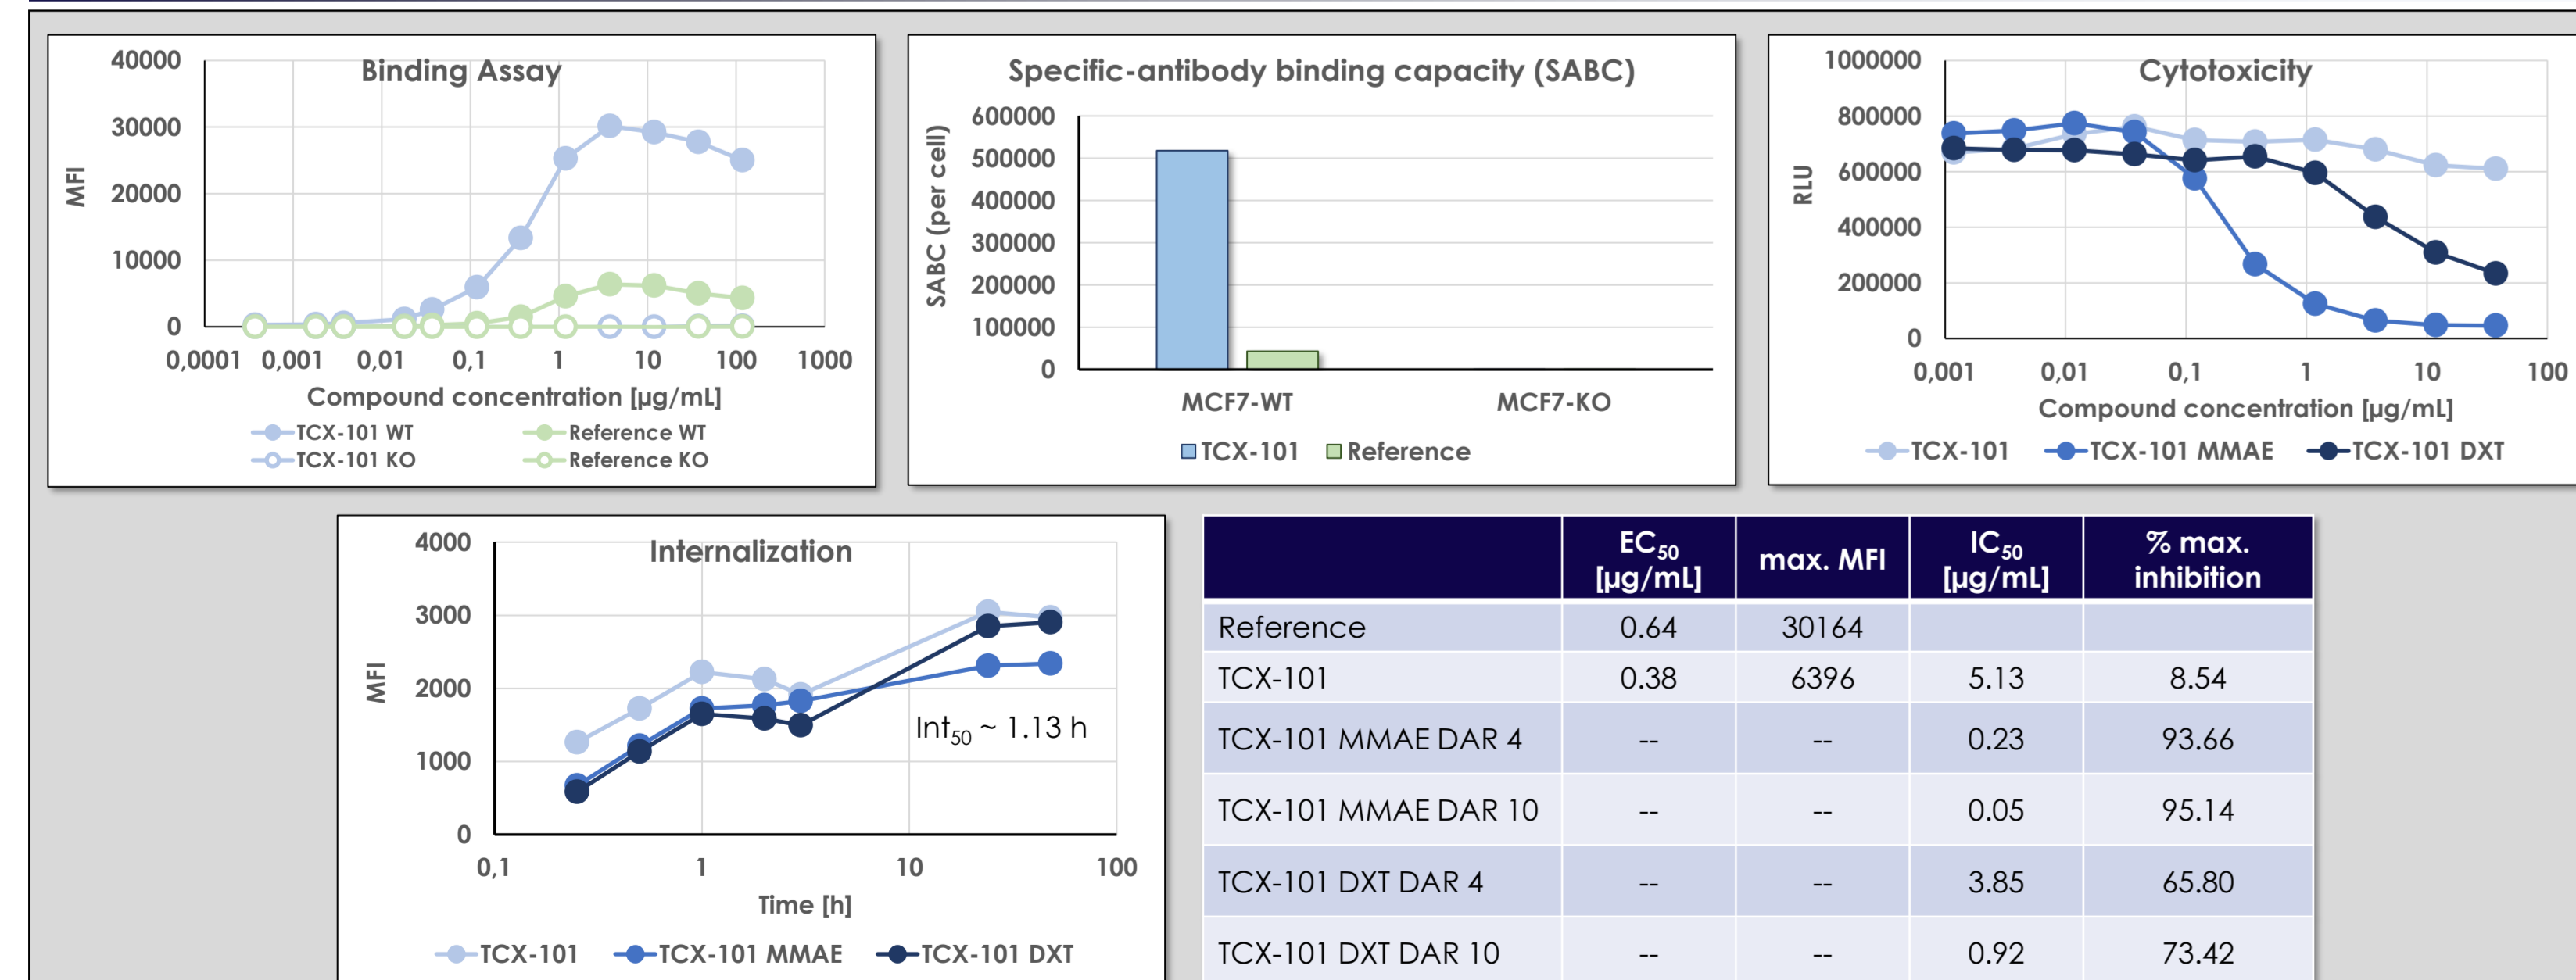 Binding Assay
40000
30000
20000
10000
0
MFI
0,0001 0,001 0,01 0,1 1 10 100 1000
Compound concentration [µg/mL]
TCX-101 WT Reference WT
TCX-101 KO Reference KO
Specific-antibody binding capacity (SABC)
600000
500000
400000
300000
200000
100000
0
SABC (per cell)
MCF7-WT MCF7-KO
TCX-101 Reference
Cytotoxicity
1000000
800000
600000
400000
200000
0
RLU
0,001 0,01 0,1 1 10 100
Compound concentration [µg/mL]
TCX-101 TCX-101 MMAE TCX-101 DXT
Internalization
4000
3000
2000
1000
0
MFI
Int50 ~ 1.13 h
0,1 1 10 100
Time [h]
TCX-101 TCX-101 MMAE TCX-101 DXT
EC50 [µg/mL] max. MFI IC50 [µg/mL] % max. inhibition
Reference 0.64 30164
TCX-101 0.38 6396 5.13 8.54
TCX-101 MMAE DAR 4 -- -- 0.23 93.66
TCX-101 MMAE DAR 10 -- -- 0.05 95.14
TCX-101 DXT DAR 4 -- -- 3.85 65.80
TCX-101 DXT DAR 10 -- -- 0.92 73.42